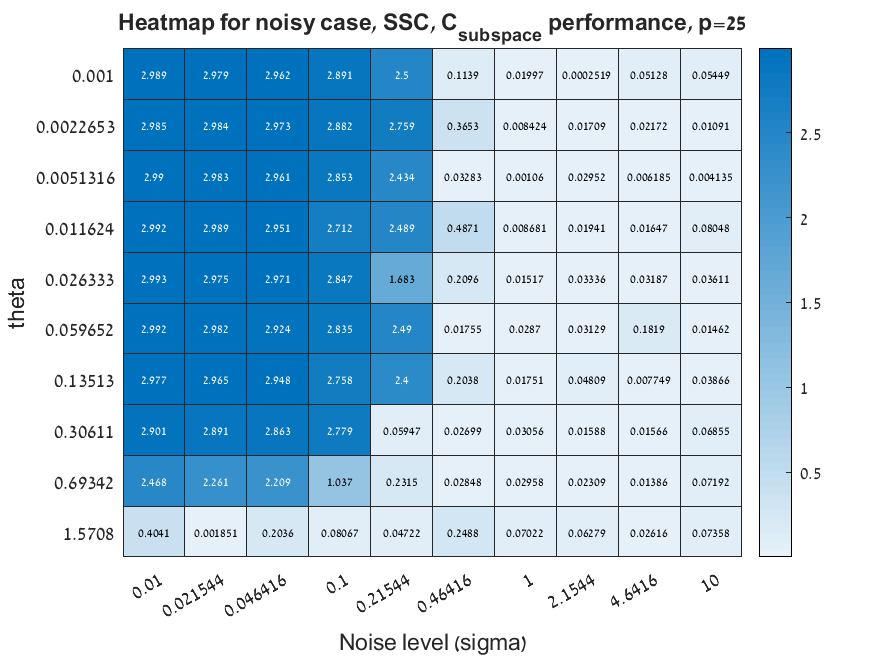 Heatmap for noisy case, SSC, C_subspace performance, p=25
0.001 2.989 2.979 2.962 2.891 2.5 0.1139 0.01997 0.0002519 0.05128 0.05449
0.0022653 2.985 2.984 2.973 2.882 2.759 0.3653 0.008424 0.01709 0.02172 0.01091
0.0051316 2.99 2.983 2.961 2.853 2.434 0.03283 0.00106 0.02952 0.006185 0.004135
0.011624 2.992 2.989 2.951 2.712 2.489 0.4871 0.008681 0.01941 0.01647 0.08048
0.026333 2.993 2.975 2.971 2.847 1.683 0.2096 0.01517 0.03336 0.03187 0.03611
0.059652 2.992 2.982 2.924 2.835 2.49 0.01755 0.0287 0.03129 0.1819 0.01462
0.13513 2.977 2.965 2.948 2.758 2.4 0.2038 0.01751 0.04809 0.007749 0.03866
0.30611 2.901 2.891 2.863 2.779 0.05947 0.02699 0.03056 0.01588 0.01566 0.06855
0.69342 2.468 2.261 2.209 1.037 0.2315 0.02848 0.02958 0.02309 0.01386 0.07192
1.5708 0.4041 0.001851 0.2036 0.08067 0.04722 0.2488 0.07022 0.06279 0.02616 0.07358
0.01 0.021544 0.046416 0.1 0.21544 0.46416 1 2.1544 4.6416 10
Noise level (sigma)
theta
2.5
2
1.5
1
0.5